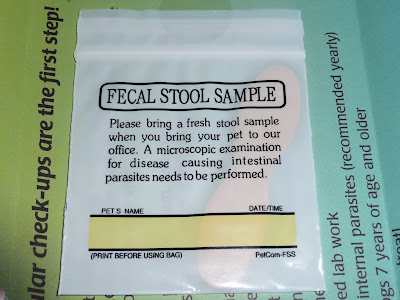 FECAL STOOL SAMPLE
Please bring a fresh stool sample
when you bring your pet to our
office. A microscopic examination
for disease causing intestinal
parasites needs to be performed.
PET'S NAME DATE/TIME
(PRINT BEFORE USING BAG) PetCom-FSS
ular check-ups are the first step!
ed lab work
internal parasites (recommended yearly)
gs 7 years of age and older
treat!